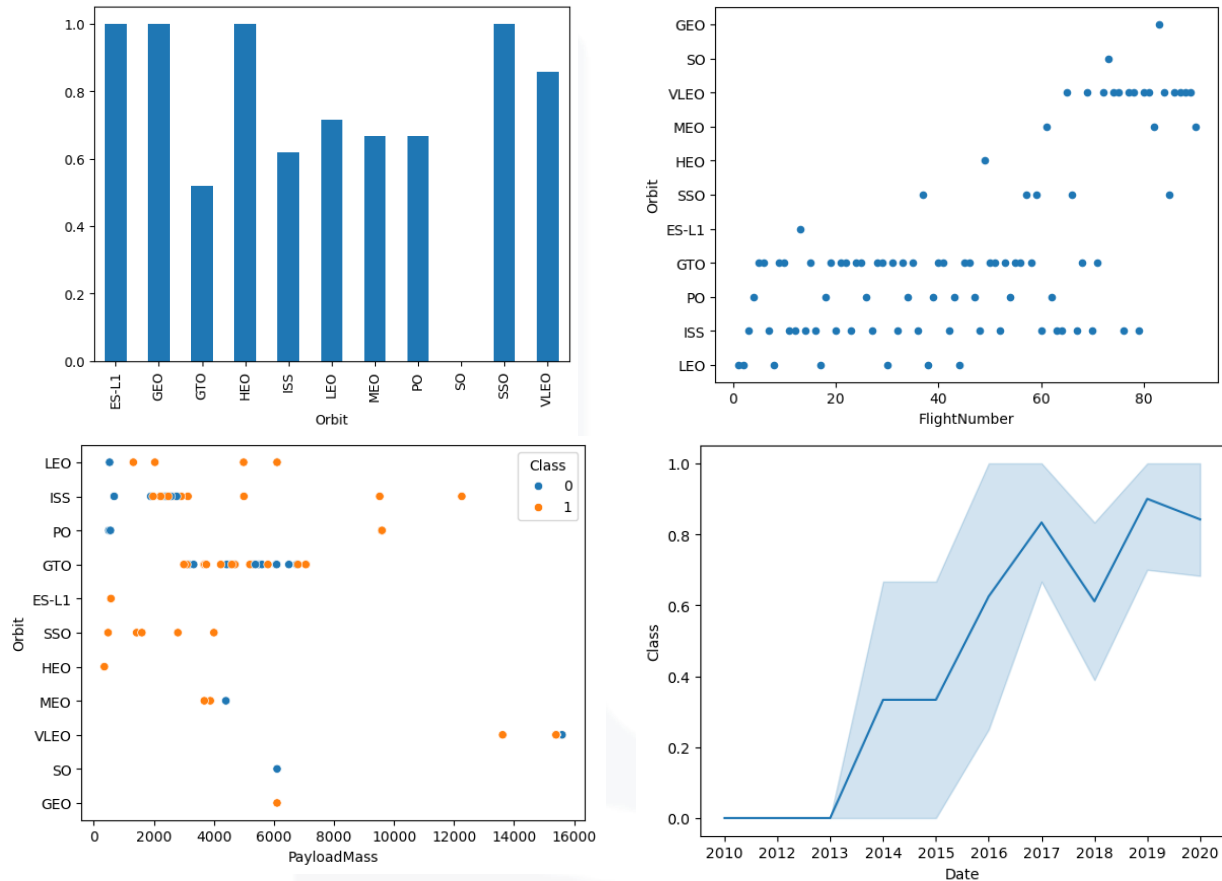 1.0
0.8
0.6
0.4
0.2
0.0
ES-L1
GEO
GTO
HEO
ISS
LEO
MEO
PO
SO
SSO
VLEO
Orbit
GEO
SO
VLEO
MEO
HEO
SSO
ES-L1
GTO
PO
ISS
LEO
Orbit
0 20 40 60 80
FlightNumber
LEO
ISS
PO
GTO
ES-L1
SSO
HEO
MEO
VLEO
SO
GEO
Orbit
Class
0
1
0 2000 4000 6000 8000 10000 12000 14000 16000
PayloadMass
1.0
0.8
0.6
0.4
0.2
0.0
Class
2010 2012 2013 2014 2015 2016 2017 2018 2019 2020
Date